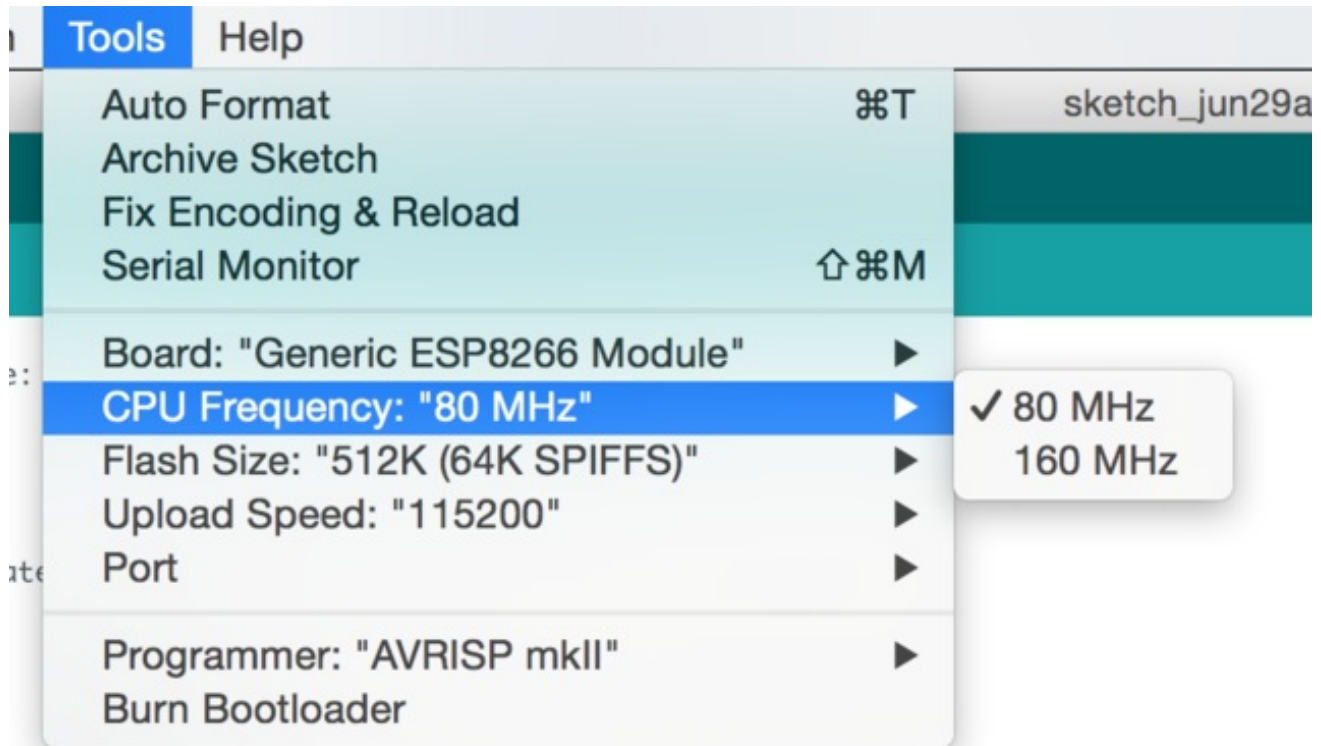 Tools Help
sketch_jun29a
Auto Format ⌘T
Archive Sketch
Fix Encoding & Reload
Serial Monitor ⇧⌘M
Board: "Generic ESP8266 Module" ▶
CPU Frequency: "80 MHz" ▶
✓ 80 MHz
160 MHz
Flash Size: "512K (64K SPIFFS)" ▶
Upload Speed: "115200" ▶
Port ▶
Programmer: "AVRISP mkII" ▶
Burn Bootloader